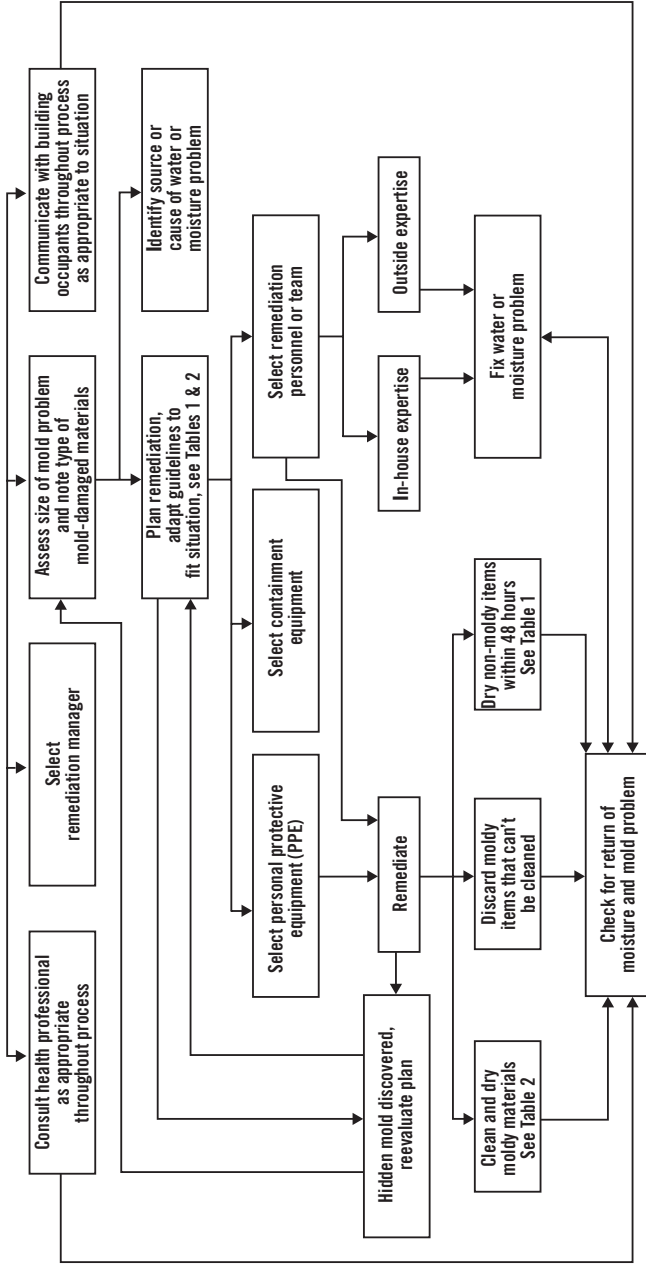 Consult health professional
as appropriate
throughout process
Select
remediation manager
Assess size of mold problem
and note type of
mold-damaged materials
Communicate with building
occupants throughout process
as appropriate to situation
Plan remediation,
adapt guidelines to
fit situation, see Tables 1 & 2
Identify source or
cause of water or
moisture problem
Select personal protective
equipment (PPE)
Select containment
equipment
Select remediation
personnel or team
Hidden mold discovered,
reevaluate plan
Remediate
In-house expertise
Outside expertise
Clean and dry
moldy materials
See Table 2
Discard moldy
items that can't
be cleaned
Dry non-moldy items
within 48 hours
See Table 1
Fix water or
moisture problem
Check for return of
moisture and mold problem